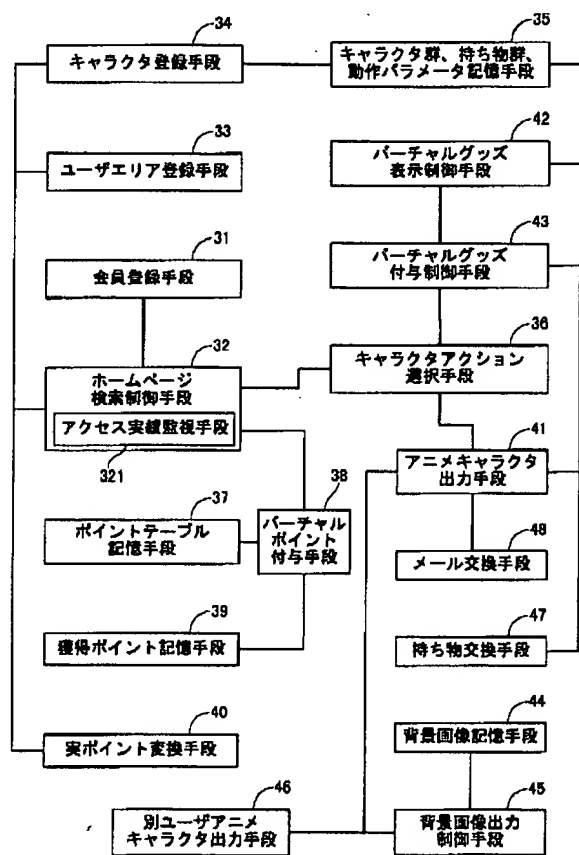 34
キャラクタ登録手段
35
キャラクタ群、持ち物群、
動作パラメータ記憶手段
33
ユーザエリア登録手段
42
バーチャルグッズ
表示制御手段
31
会員登録手段
43
バーチャルグッズ
付与制御手段
32
ホームページ
検索制御手段
アクセス実績監視手段
321
36
キャラクタアクション
選択手段
41
アニメキャラクタ
出力手段
37
ポイントテーブル
記憶手段
38
バーチャル
ポイント
付与手段
48
メール交換手段
39
獲得ポイント記憶手段
47
持ち物交換手段
40
実ポイント変換手段
44
背景画像記憶手段
46
別ユーザアニメ
キャラクタ出力手段
45
背景画像出力
制御手段